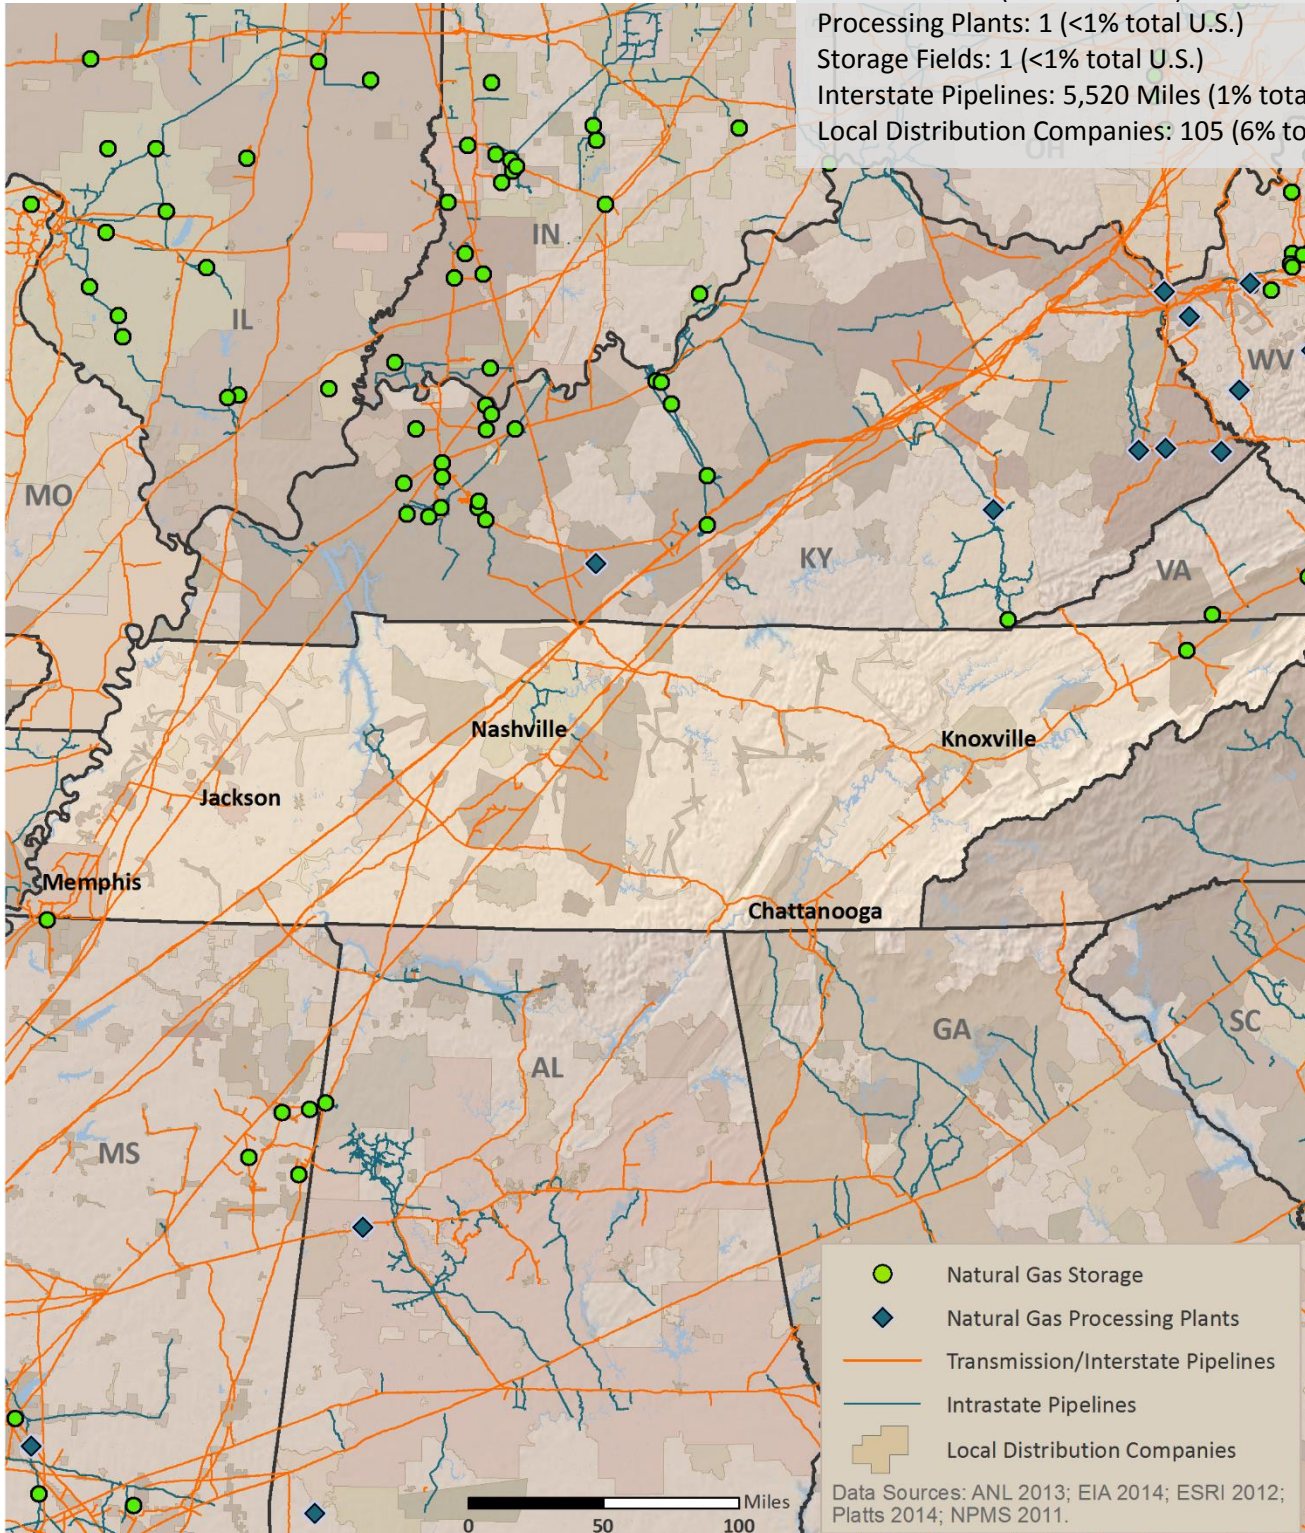 Processing Plants: 1 (<1% total U.S.)
Storage Fields: 1 (<1% total U.S.)
Interstate Pipelines: 5,520 Miles (1% tota
Local Distribution Companies: 105 (6% to
OH
IN
IL
WV
MO
KY
VA
Nashville
Knoxville
Jackson
Memphis
Chattanooga
SC
GA
AL
MS
Natural Gas Storage
Natural Gas Processing Plants
Transmission/Interstate Pipelines
Intrastate Pipelines
Local Distribution Companies
Miles
0 50 100
Data Sources: ANL 2013; EIA 2014; ESRI 2012;
Platts 2014; NPMS 2011.